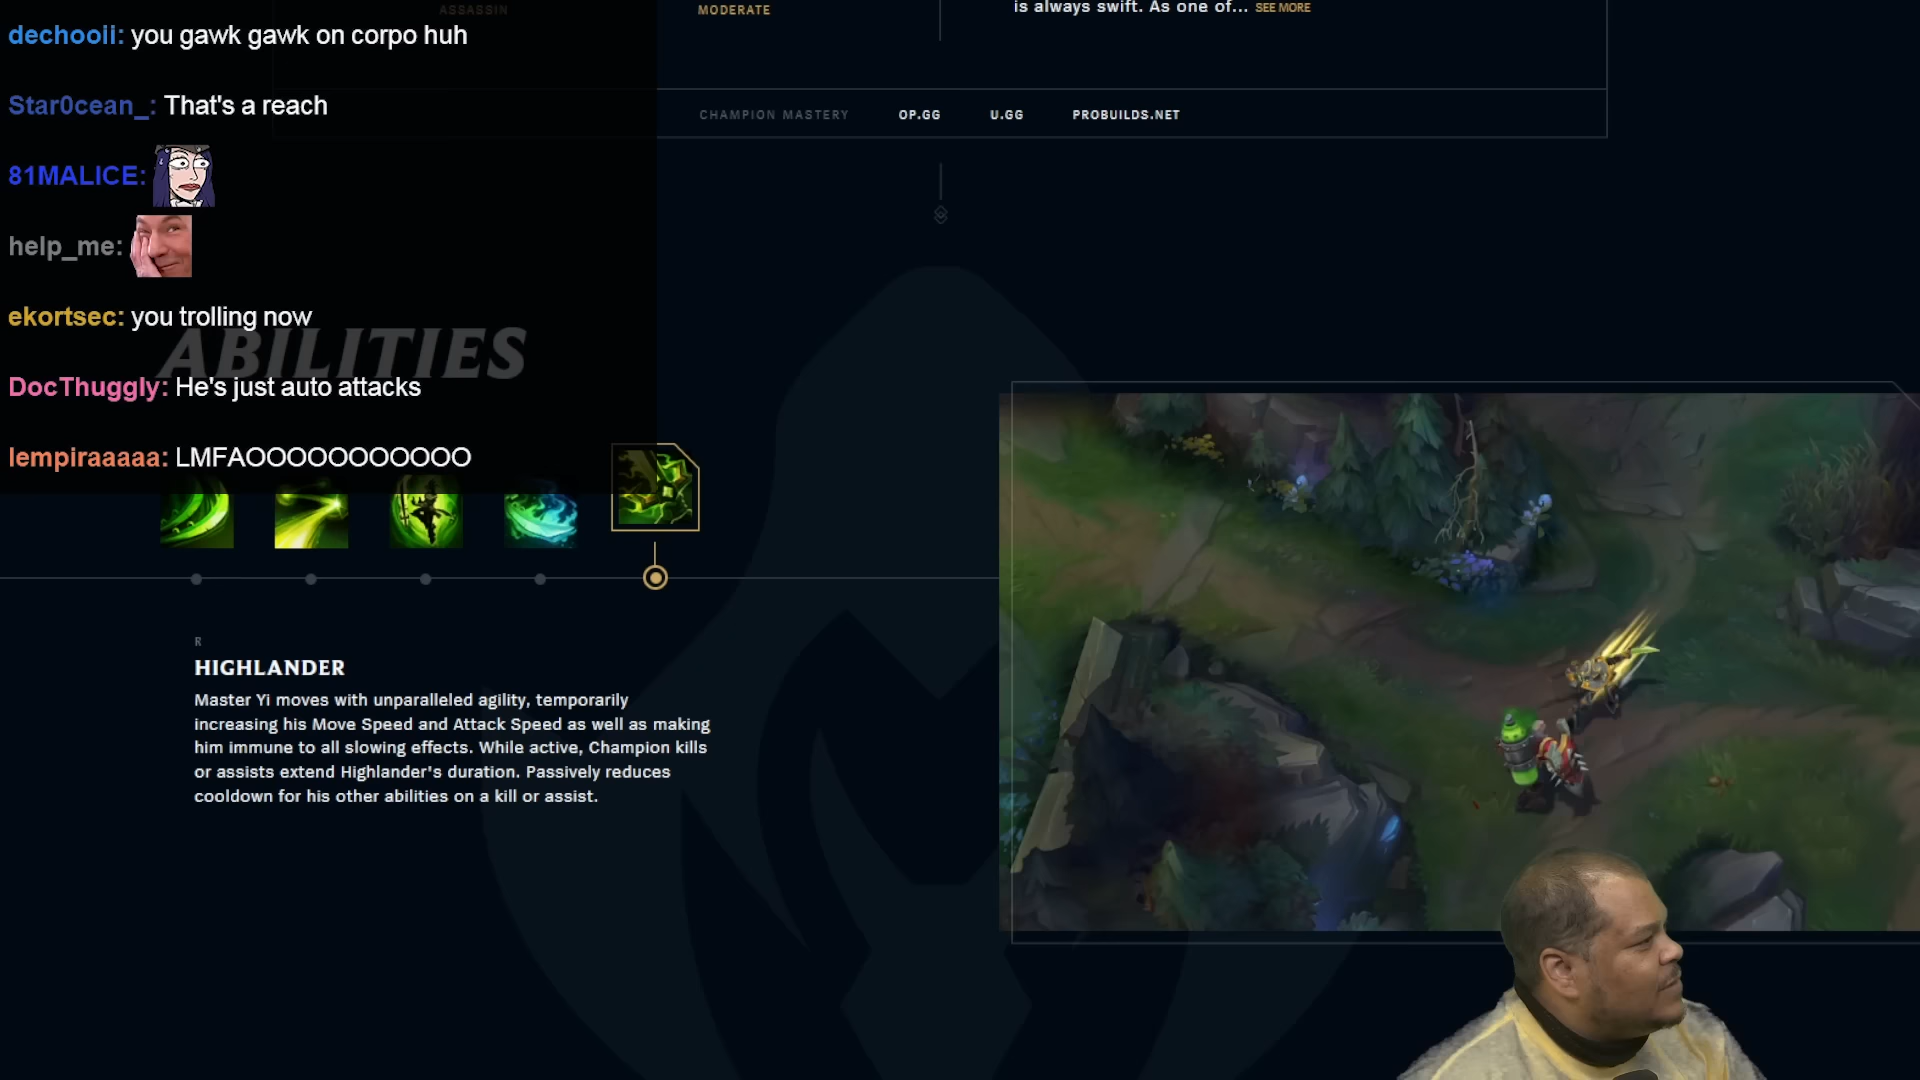 ASSASSIN
MODERATE
is always swift. As one of... SEE MORE
dechooii: you gawk gawk on corpo huh
Star0cean_: That's a reach
CHAMPION MASTERY OP.GG U.GG PROBUILDS.NET
81MALICE:
help_me:
ekortsec: you trolling now
ABILITIES
DocThuggly: He's just auto attacks
lempiraaaaa: LMFAOOOOOOOOOOO
R
HIGHLANDER
Master Yi moves with unparalleled agility, temporarily
increasing his Move Speed and Attack Speed as well as making
him immune to all slowing effects. While active, Champion kills
or assists extend Highlander's duration. Passively reduces
cooldown for his other abilities on a kill or assist.